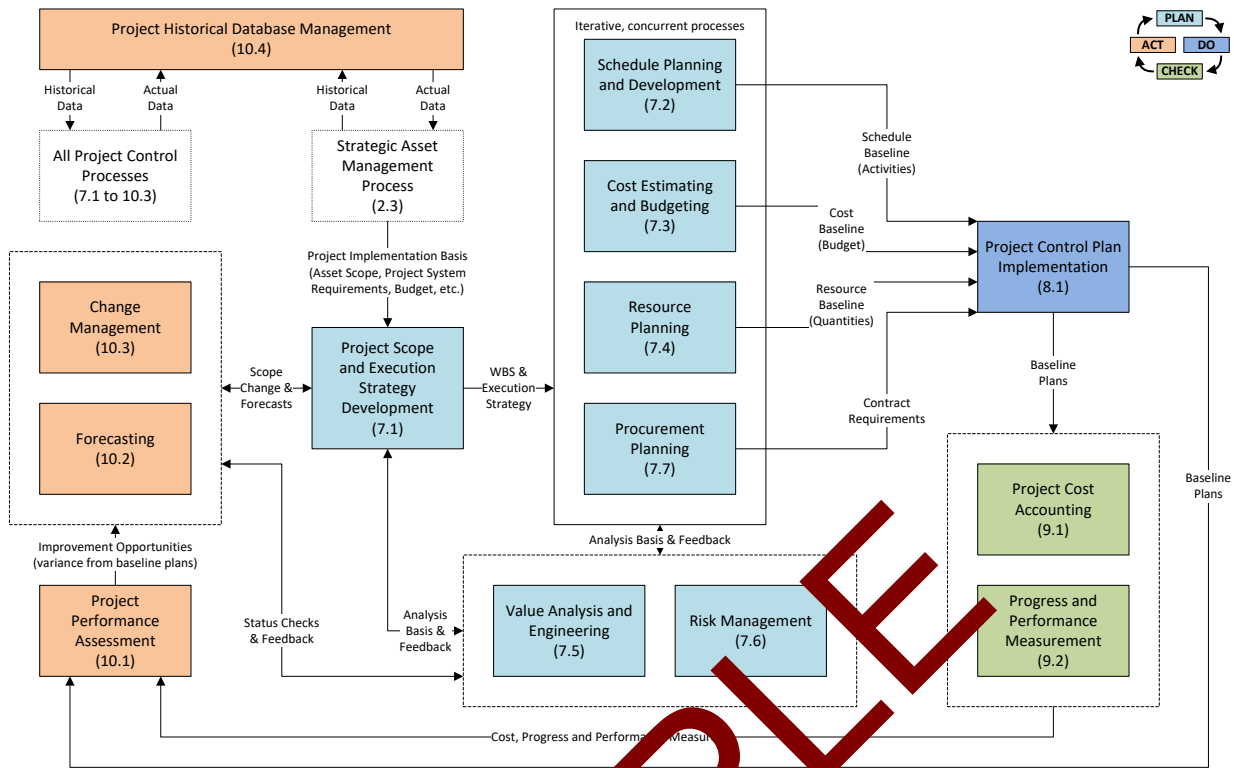 Project Historical Database Management
(10.4)
Iterative, concurrent processes
PLAN
ACT
DO
CHECK
Historical
Data
Actual
Data
Historical
Data
Actual
Data
Schedule Planning
and Development
(7.2)
All Project Control
Processes
(7.1 to 10.3)
Strategic Asset
Management
Process
(2.3)
Schedule
Baseline
(Activities)
Cost Estimating
and Budgeting
(7.3)
Cost
Baseline
(Budget)
Project Implementation Basis
(Asset Scope, Project System
Requirements, Budget, etc.)
Project Control Plan
Implementation
(8.1)
Change
Management
(10.3)
Resource
Planning
(7.4)
Resource
Baseline
(Quantities)
Project Scope
and Execution
Strategy
Development
(7.1)
Scope
Change &
Forecasts
WBS &
Execution
Strategy
Baseline
Plans
Forecasting
(10.2)
Procurement
Planning
(7.7)
Contract
Requirements
Baseline
Plans
Project Cost
Accounting
(9.1)
Improvement Opportunities
(variance from baseline plans)
Analysis Basis & Feedback
Project
Performance
Assessment
(10.1)
Status Checks
& Feedback
Analysis
Basis &
Feedback
Value Analysis and
Engineering
(7.5)
Risk Management
(7.6)
Progress and
Performance
Measurement
(9.2)
Cost, Progress and Performance
PLE